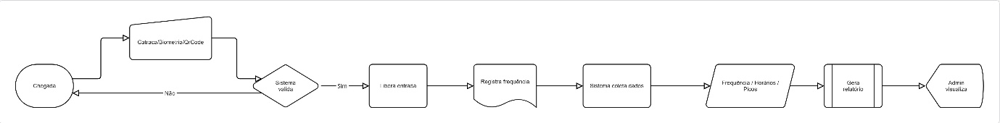 Catraca/Biometria/QrCode
Chegada
Sistema
valida
Não
Sim
Libera entrada
Registra frequência
Sistema coleta dados
Frequência / Horários /
Picos
Gera
relatório
Admin
visualiza